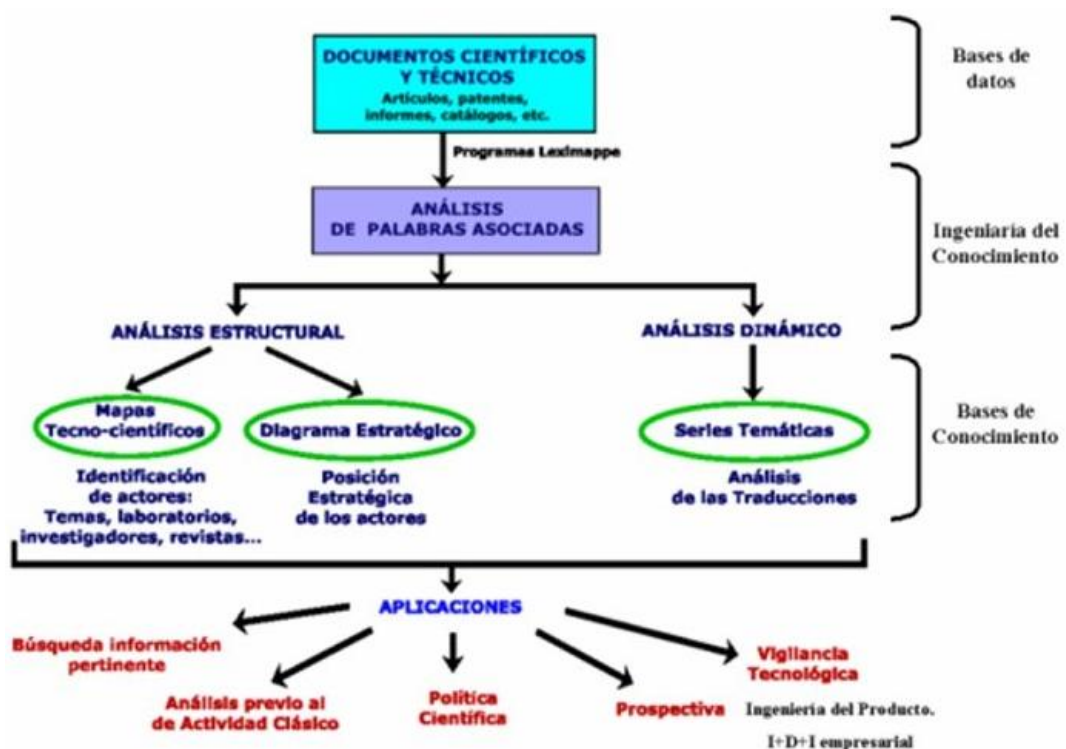 DOCUMENTOS CIENTÍFICOS
Y TÉCNICOS
Artículos, patentes,
informes, catálogos, etc.
Bases de
datos
Programas Leximappe
ANÁLISIS
DE PALABRAS ASOCIADAS
Ingeniaría del
Conocimiento
ANÁLISIS ESTRUCTURAL
ANÁLISIS DINÁMICO
Mapas
Tecno-científicos
Diagrama Estratégico
Series Temáticas
Bases de
Conocimiento
Identificación
de actores:
Temas, laboratorios,
investigadores, revistas...
Posición
Estratégica
de los actores
Análisis
de las Traducciones
APLICACIONES
Búsqueda información
pertinente
Análisis previo al
de Actividad Clásico
Política
Científica
Prospectiva
Vigilancia
Tecnológica
Ingeniería del Producto.
I+D+I empresarial